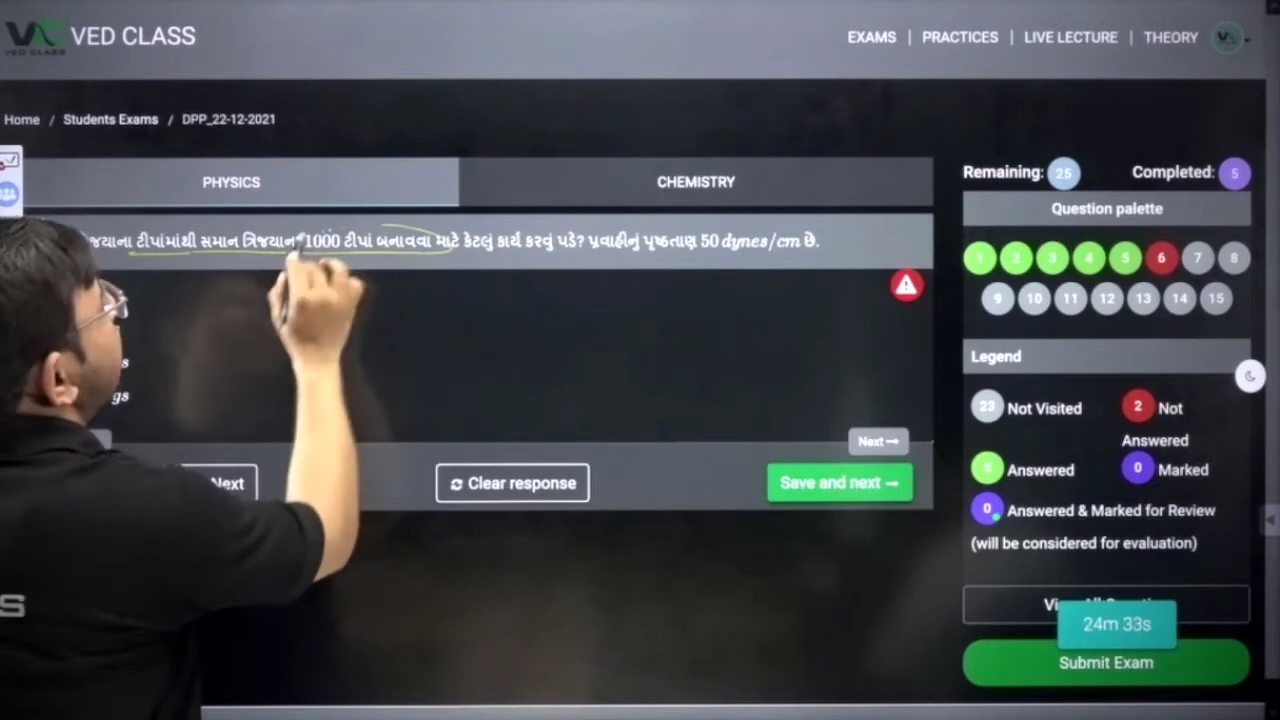 VED CLASS
VED CLASS
EXAMS | PRACTICES | LIVE LECTURE | THEORY
Home / Students Exams / DPP_22-12-2021
PHYSICS
CHEMISTRY
ટીપાંમાંથી સમાન ત્રિજ્યાના 1000 ટીપાં બનાવવા માટે કેટલું કાર્ય કરવું પડે? પ્રવાહીનું પૃષ્ઠતાણ 50 dynes/cm છે.
Next →
Next
Clear response
Save and next →
Remaining: 25
Completed: 5
Question palette
1 2 3 4 5 6 7 8
9 10 11 12 13 14 15
Legend
23 Not Visited
2 Not Answered
5 Answered
0 Marked
0 Answered & Marked for Review
(will be considered for evaluation)
24m 33s
Submit Exam